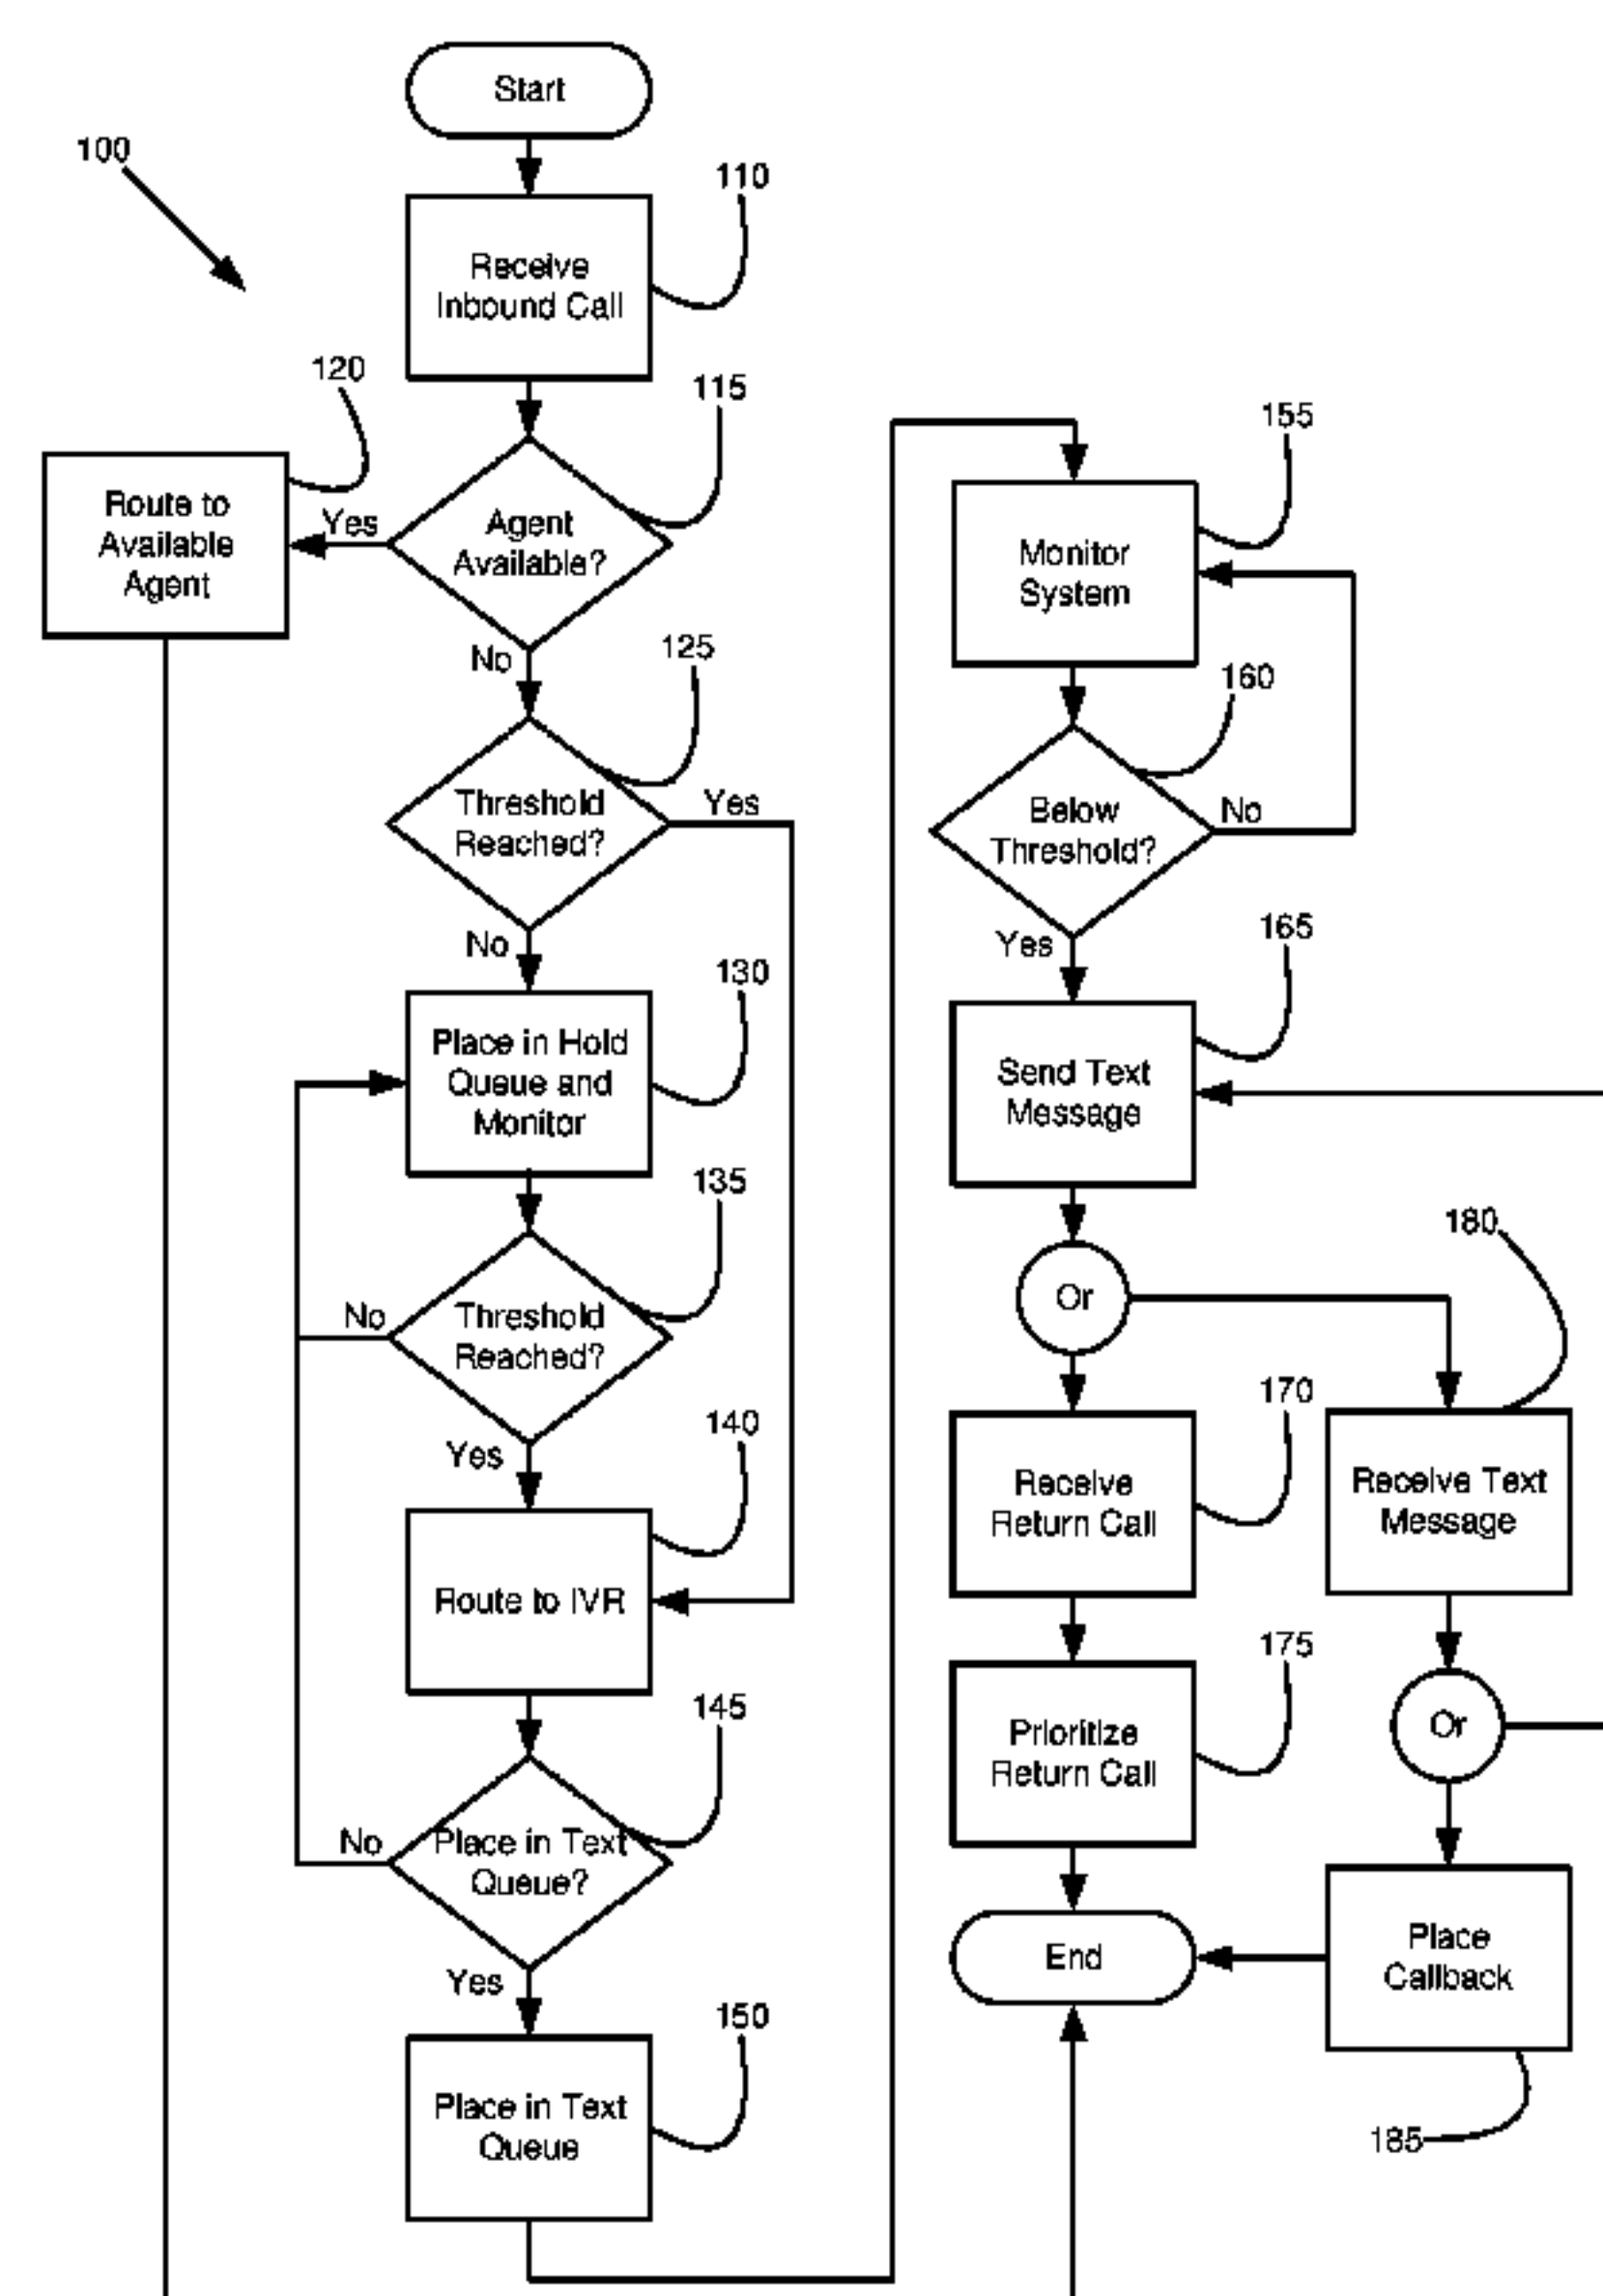 Start
100
110
Receive
Inbound Call
120
115
Route to
Available
Agent
Yes
Agent
Available?
No
125
Threshold
Reached?
Yes
No
130
Place in Hold
Queue and
Monitor
135
No
Threshold
Reached?
Yes
140
Route to IVR
145
No
Place in Text
Queue?
Yes
150
Place in Text
Queue
155
Monitor
System
160
Below
Threshold?
No
Yes
165
Send Text
Message
180
Or
170
Receive
Return Call
Receive Text
Message
175
Prioritize
Return Call
Or
End
Place
Callback
185